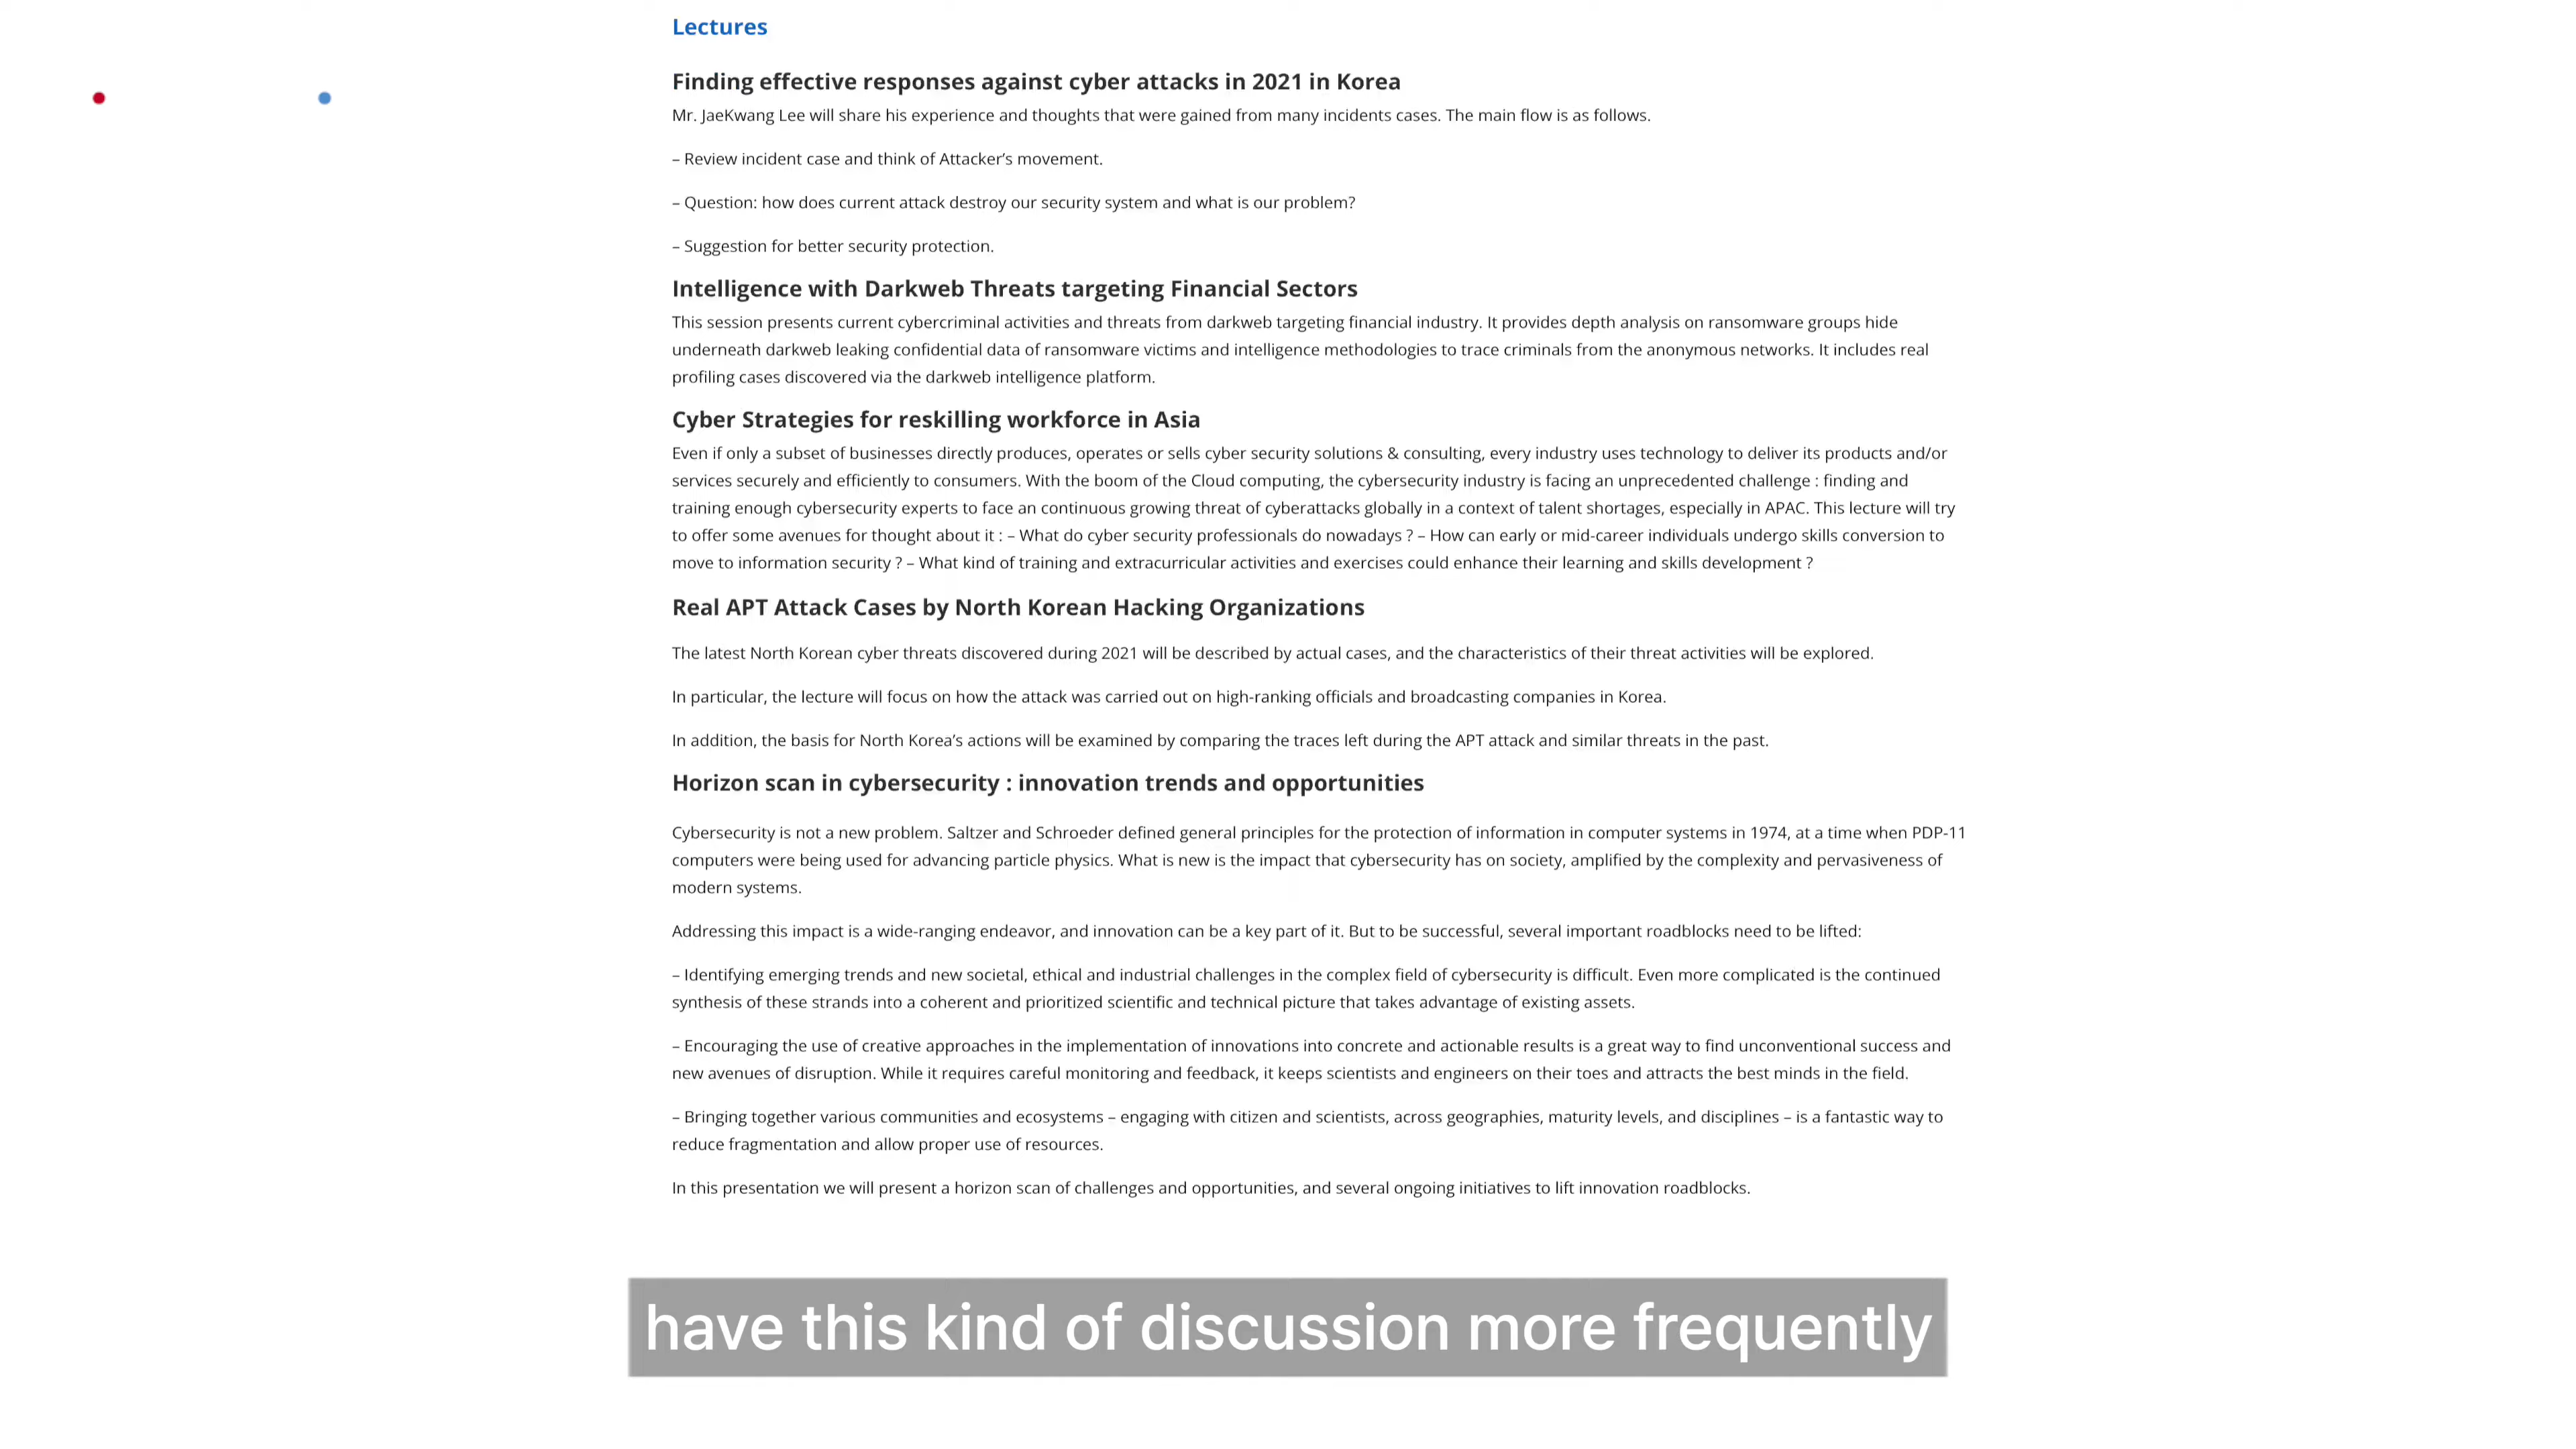 Lectures
Finding effective responses against cyber attacks in 2021 in Korea
Mr. JaeKwang Lee will share his experience and thoughts that were gained from many incidents cases. The main flow is as follows.
– Review incident case and think of Attacker’s movement.
– Question: how does current attack destroy our security system and what is our problem?
– Suggestion for better security protection.
Intelligence with Darkweb Threats targeting Financial Sectors
This session presents current cybercriminal activities and threats from darkweb targeting financial industry. It provides depth analysis on ransomware groups hide
underneath darkweb leaking confidential data of ransomware victims and intelligence methodologies to trace criminals from the anonymous networks. It includes real
profiling cases discovered via the darkweb intelligence platform.
Cyber Strategies for reskilling workforce in Asia
Even if only a subset of businesses directly produces, operates or sells cyber security solutions & consulting, every industry uses technology to deliver its products and/or
services securely and efficiently to consumers. With the boom of the Cloud computing, the cybersecurity industry is facing an unprecedented challenge : finding and
training enough cybersecurity experts to face an continuous growing threat of cyberattacks globally in a context of talent shortages, especially in APAC. This lecture will try
to offer some avenues for thought about it : – What do cyber security professionals do nowadays ? – How can early or mid-career individuals undergo skills conversion to
move to information security ? – What kind of training and extracurricular activities and exercises could enhance their learning and skills development ?
Real APT Attack Cases by North Korean Hacking Organizations
The latest North Korean cyber threats discovered during 2021 will be described by actual cases, and the characteristics of their threat activities will be explored.
In particular, the lecture will focus on how the attack was carried out on high-ranking officials and broadcasting companies in Korea.
In addition, the basis for North Korea’s actions will be examined by comparing the traces left during the APT attack and similar threats in the past.
Horizon scan in cybersecurity : innovation trends and opportunities
Cybersecurity is not a new problem. Saltzer and Schroeder defined general principles for the protection of information in computer systems in 1974, at a time when PDP-11
computers were being used for advancing particle physics. What is new is the impact that cybersecurity has on society, amplified by the complexity and pervasiveness of
modern systems.
Addressing this impact is a wide-ranging endeavor, and innovation can be a key part of it. But to be successful, several important roadblocks need to be lifted:
– Identifying emerging trends and new societal, ethical and industrial challenges in the complex field of cybersecurity is difficult. Even more complicated is the continued
synthesis of these strands into a coherent and prioritized scientific and technical picture that takes advantage of existing assets.
– Encouraging the use of creative approaches in the implementation of innovations into concrete and actionable results is a great way to find unconventional success and
new avenues of disruption. While it requires careful monitoring and feedback, it keeps scientists and engineers on their toes and attracts the best minds in the field.
– Bringing together various communities and ecosystems – engaging with citizen and scientists, across geographies, maturity levels, and disciplines – is a fantastic way to
reduce fragmentation and allow proper use of resources.
In this presentation we will present a horizon scan of challenges and opportunities, and several ongoing initiatives to lift innovation roadblocks.
have this kind of discussion more frequently